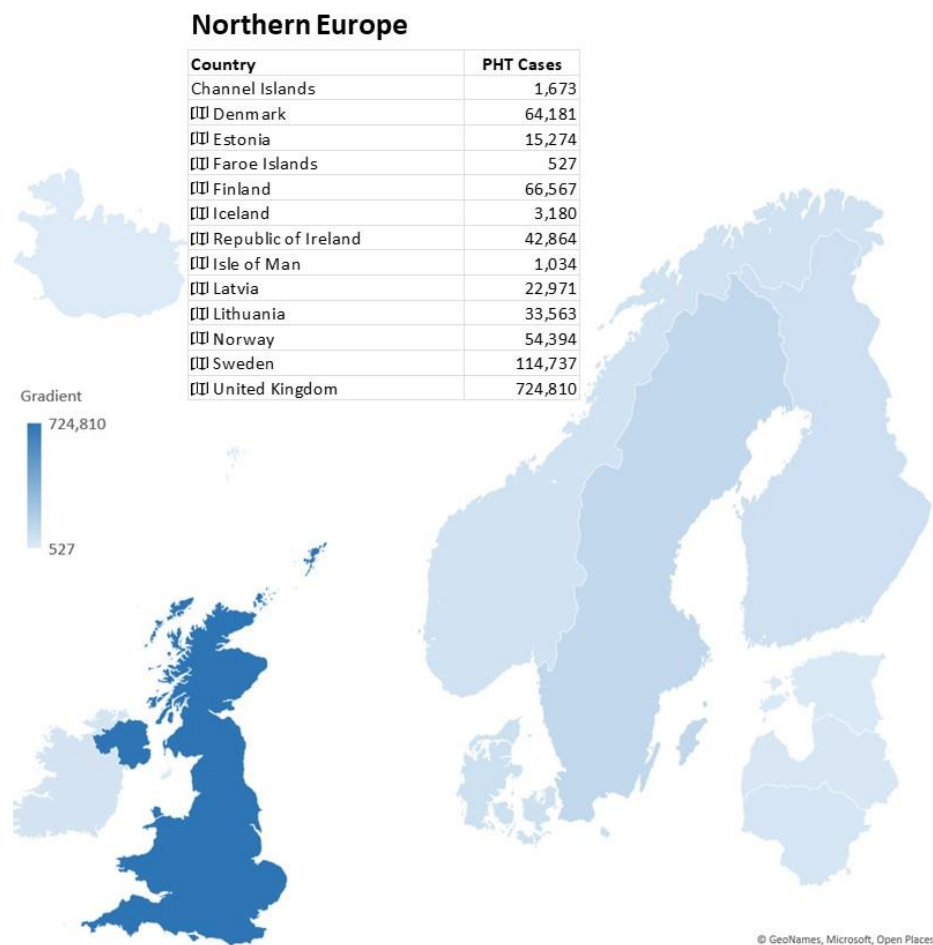 Northern Europe
Country PHT Cases
Channel Islands 1,673
Denmark 64,181
Estonia 15,274
Faroe Islands 527
Finland 66,567
Iceland 3,180
Republic of Ireland 42,864
Isle of Man 1,034
Latvia 22,971
Lithuania 33,563
Norway 54,394
Sweden 114,737
United Kingdom 724,810
Gradient
724,810
527
© GeoNames, Microsoft, Open Places